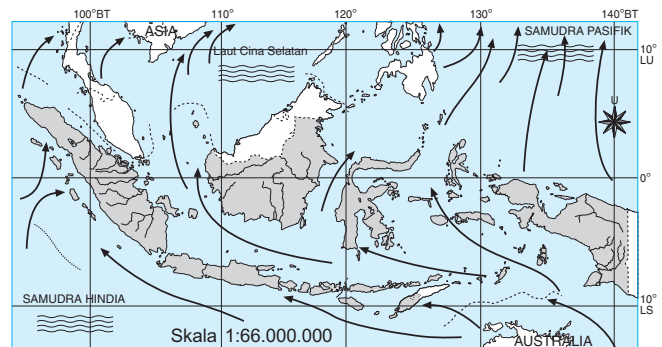 100°BT 110° 120° 130° 140°BT
ASIA
SAMUDRA PASIFIK
Laut Cina Selatan
10°
LU
U
0°
SAMUDRA HINDIA
10°
LS
Skala 1:66.000.000
AUSTRALIA